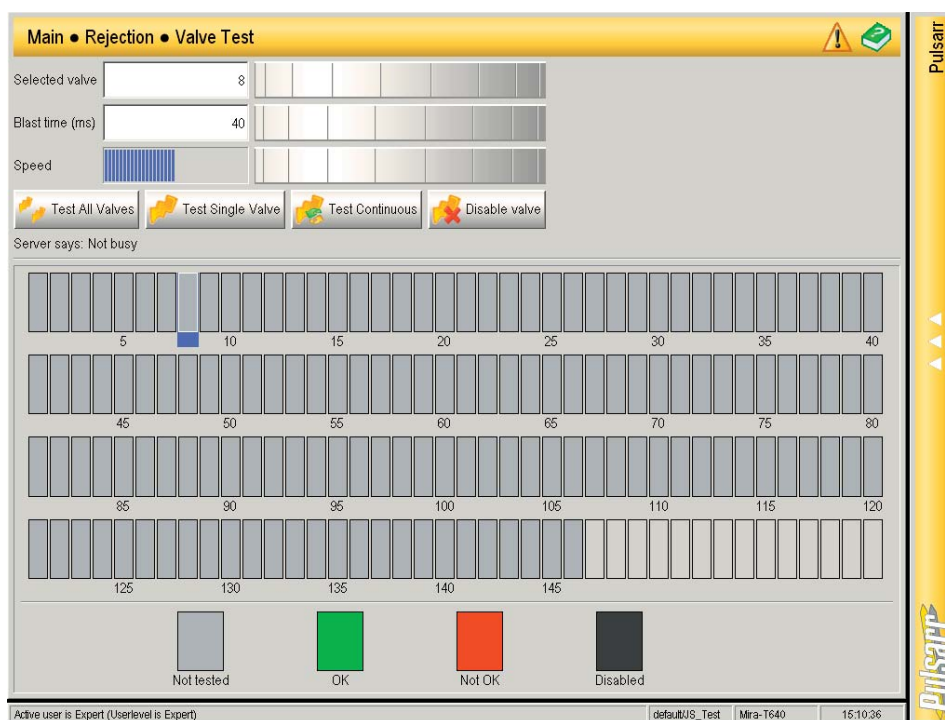 Main ● Rejection ● Valve Test
Selected valve 8
Blast time (ms) 40
Speed
Test All Valves Test Single Valve Test Continuous Disable valve
Server says: Not busy
5 10 15 20 25 30 35 40
45 50 55 60 65 70 75 80
85 90 95 100 105 110 115 120
125 130 135 140 145
Not tested OK Not OK Disabled
Active user is Expert (Userlevel is Expert) default/JS_Test Mira-T640 15:10:36
Pulsarr
Pulsarr